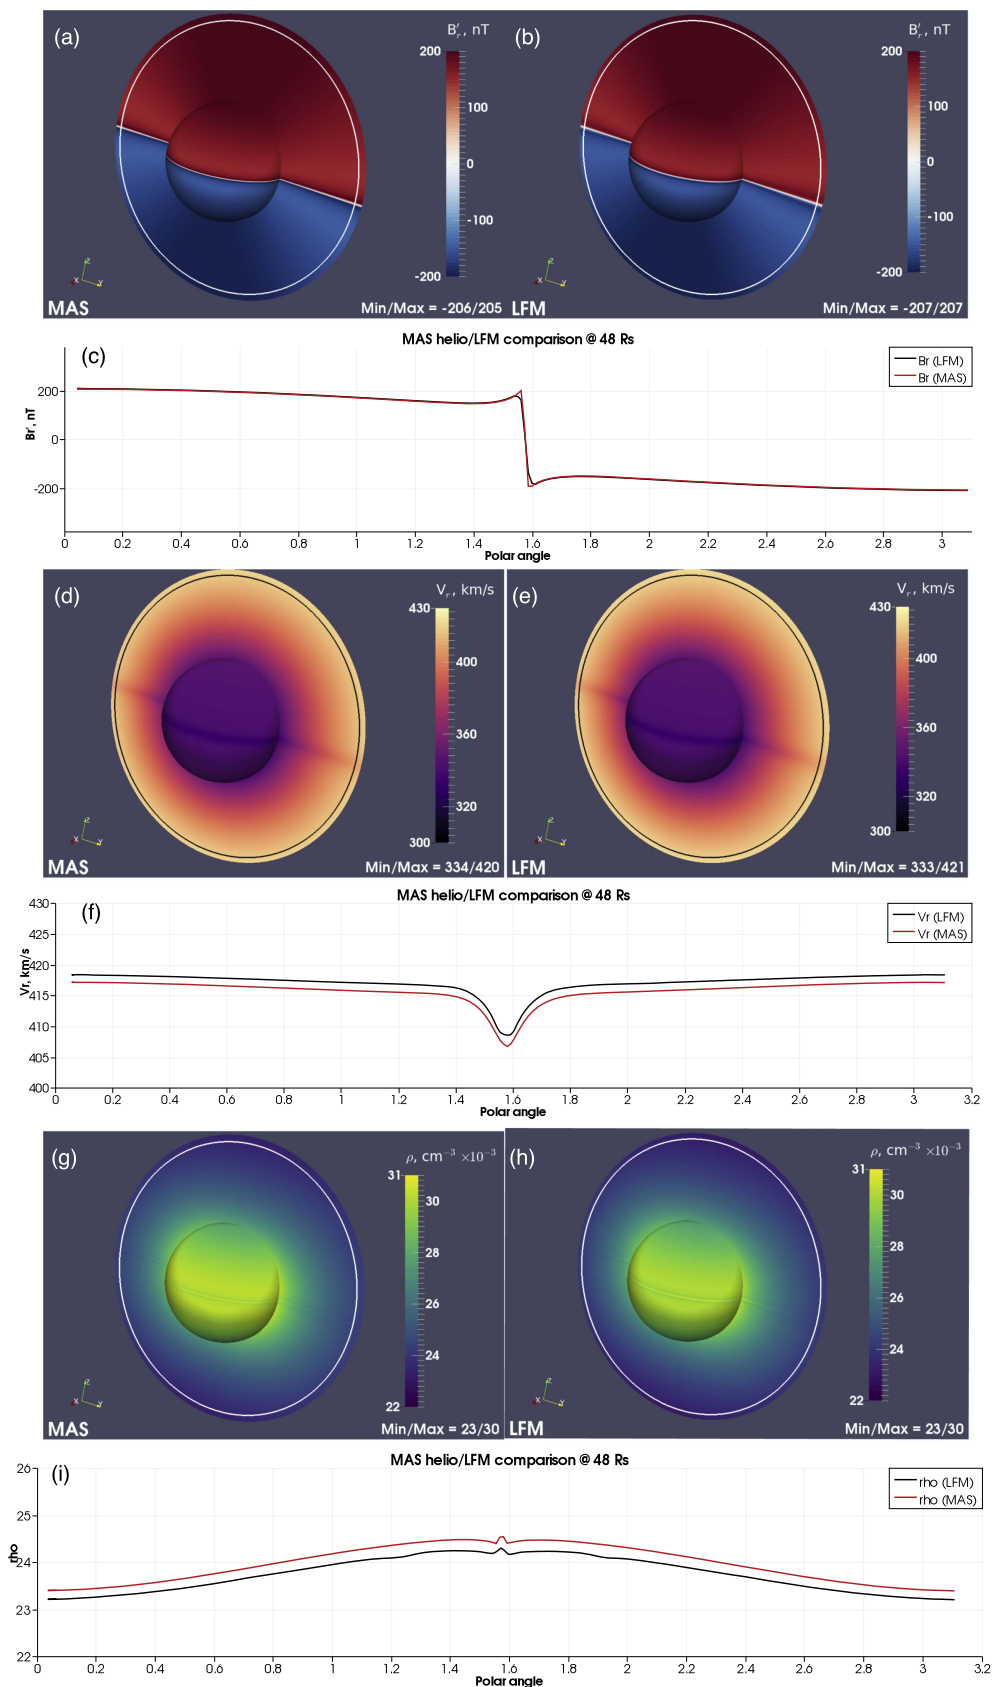 (a)
B'r, nT
200
100
0
-100
-200
z
x
Y
MAS
Min/Max = -206/205
(b)
B'r, nT
200
100
0
-100
-200
z
x
Y
LFM
Min/Max = -207/207
MAS helio/LFM comparison @ 48 Rs
(c)
Br (LFM)
Br (MAS)
Br', nT
200
0
-200
0 0.2 0.4 0.6 0.8 1 1.2 1.4 1.6 1.8 2 2.2 2.4 2.6 2.8 3
Polar angle
(d)
Vr, km/s
430
400
360
320
300
z
x
Y
MAS
Min/Max = 334/420
(e)
Vr, km/s
430
400
360
320
300
z
x
Y
LFM
Min/Max = 333/421
MAS helio/LFM comparison @ 48 Rs
(f)
Vr (LFM)
Vr (MAS)
Vr, km/s
430
425
420
415
410
405
400
0 0.2 0.4 0.6 0.8 1 1.2 1.4 1.6 1.8 2 2.2 2.4 2.6 2.8 3 3.2
Polar angle
(g)
ρ, cm⁻³ ×10⁻³
31
30
28
26
24
22
z
x
Y
MAS
Min/Max = 23/30
(h)
ρ, cm⁻³ ×10⁻³
31
30
28
26
24
22
z
x
Y
LFM
Min/Max = 23/30
MAS helio/LFM comparison @ 48 Rs
(i)
rho (LFM)
rho (MAS)
rho
26
25
24
23
22
0 0.2 0.4 0.6 0.8 1 1.2 1.4 1.6 1.8 2 2.2 2.4 2.6 2.8 3 3.2
Polar angle